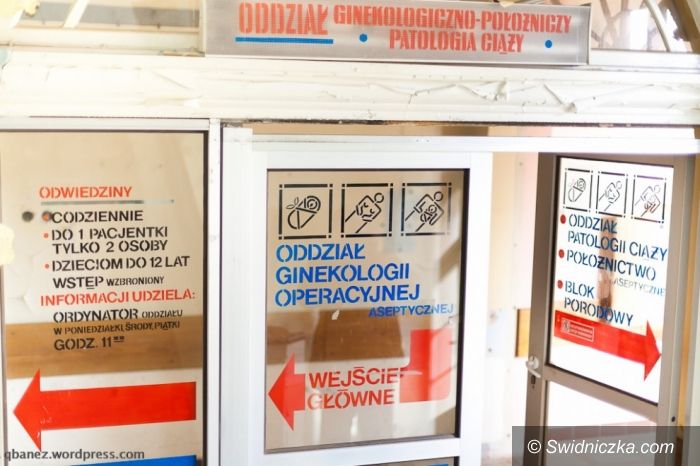 ODDZIAŁ GINEKOLOGICZNO-POŁOŻNICZY
• PATOLOGIA CIĄŻY •
ODWIEDZINY
CODZIENNIE
• DO 1 PACJENTKI
TYLKO 2 OSOBY
• DZIECIOM DO 12 LAT
WSTĘP WZBRONIONY
INFORMACJI UDZIELA:
ORDYNATOR ODDZIAŁU
W PONIEDZIAŁKI, ŚRODY, PIĄTKI
GODZ. 11
ODDZIAŁ
GINEKOLOGII
OPERACYJNEJ
ASEPTYCZNEJ
WEJŚCIE
GŁÓWNE
• ODDZIAŁ
PATOLOGII CIĄŻY
• POŁOŻNICTWO
ASEPTYCZNE
• BLOK
PORODOWY
qbanez.wordpress.com
© Swidniczka.com